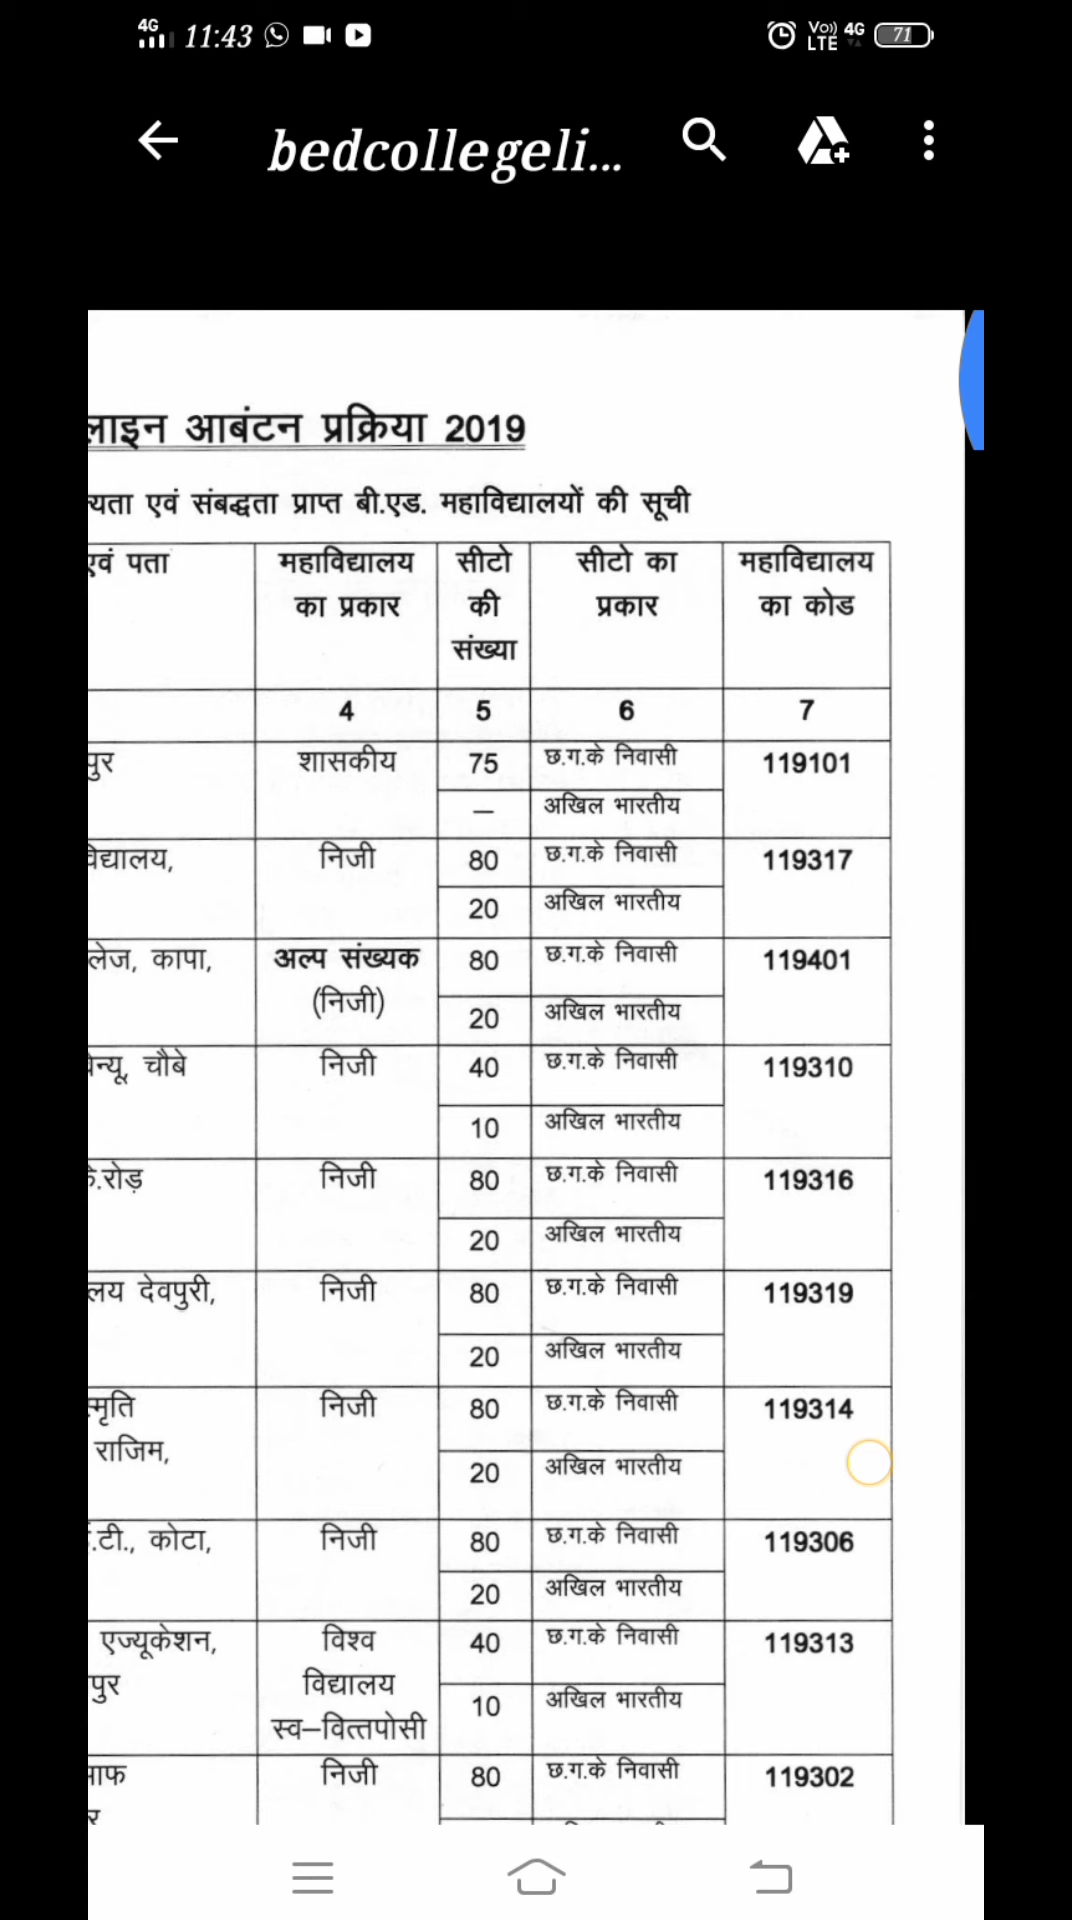 4G 11:43 Vo)) LTE 4G 71
bedcollegeli...
लाइन आबंटन प्रक्रिया 2019
यता एवं संबद्धता प्राप्त बी.एड. महाविद्यालयों की सूची
एवं पता महाविद्यालय का प्रकार सीटो की संख्या सीटो का प्रकार महाविद्यालय का कोड
4 5 6 7
पुर शासकीय 75 छ.ग.के निवासी 119101
– अखिल भारतीय
विद्यालय, निजी 80 छ.ग.के निवासी 119317
20 अखिल भारतीय
लेज, कापा, अल्प संख्यक 80 छ.ग.के निवासी 119401
(निजी) 20 अखिल भारतीय
वेन्यू, चौबे निजी 40 छ.ग.के निवासी 119310
10 अखिल भारतीय
के.रोड़ निजी 80 छ.ग.के निवासी 119316
20 अखिल भारतीय
लय देवपुरी, निजी 80 छ.ग.के निवासी 119319
20 अखिल भारतीय
स्मृति निजी 80 छ.ग.के निवासी 119314
राजिम, 20 अखिल भारतीय
.टी., कोटा, निजी 80 छ.ग.के निवासी 119306
20 अखिल भारतीय
एज्यूकेशन, विश्व 40 छ.ग.के निवासी 119313
पुर विद्यालय 10 अखिल भारतीय
स्व–वित्तपोसी
आफ निजी 80 छ.ग.के निवासी 119302